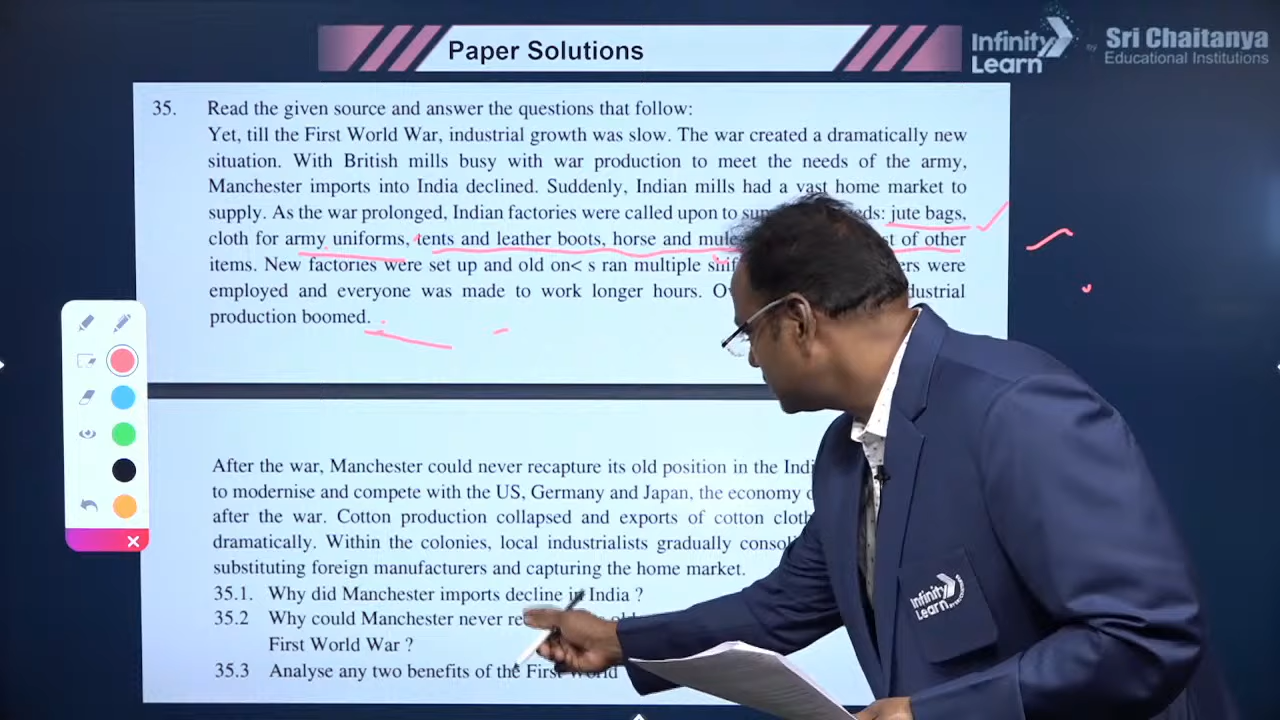 Paper Solutions
Infinity Learn by Sri Chaitanya Educational Institutions
35. Read the given source and answer the questions that follow:
Yet, till the First World War, industrial growth was slow. The war created a dramatically new
situation. With British mills busy with war production to meet the needs of the army,
Manchester imports into India declined. Suddenly, Indian mills had a vast home market to
supply. As the war prolonged, Indian factories were called upon to jute bags,
cloth for army uniforms, tents and leather boots, horse and of other
items. New factories were set up and old on< s ran multiple were
employed and everyone was made to work longer hours.
production boomed.
After the war, Manchester could never recapture its old position in the
to modernise and compete with the US, Germany and Japan, the economy
after the war. Cotton production collapsed and exports of cotton
dramatically. Within the colonies, local industrialists gradually
substituting foreign manufacturers and capturing the home market.
35.1. Why did Manchester imports decline in India ?
35.2 Why could Manchester never
First World War ?
35.3 Analyse any two benefits of the First World
Infinity Learn